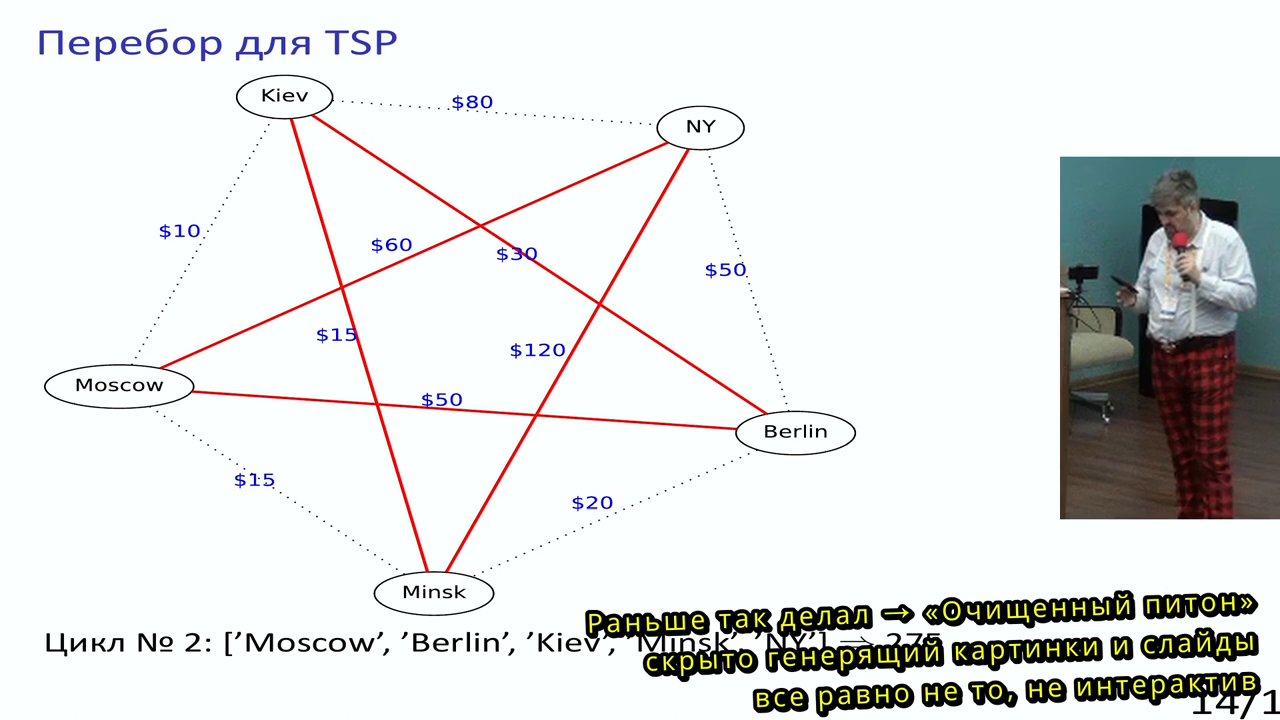 Перебор для TSP
Kiev
$80
NY
$10
$60
$30
$50
$15
$120
Moscow
$50
Berlin
$15
$20
Minsk
Цикл № 2: ['Moscow', 'Berlin', 'Kiev', 'Minsk', 'NY'] → 275
Раньше так делал → «Очищенный питон»
скрыто генерящий картинки и слайды
все равно не то, не интерактив
14/1